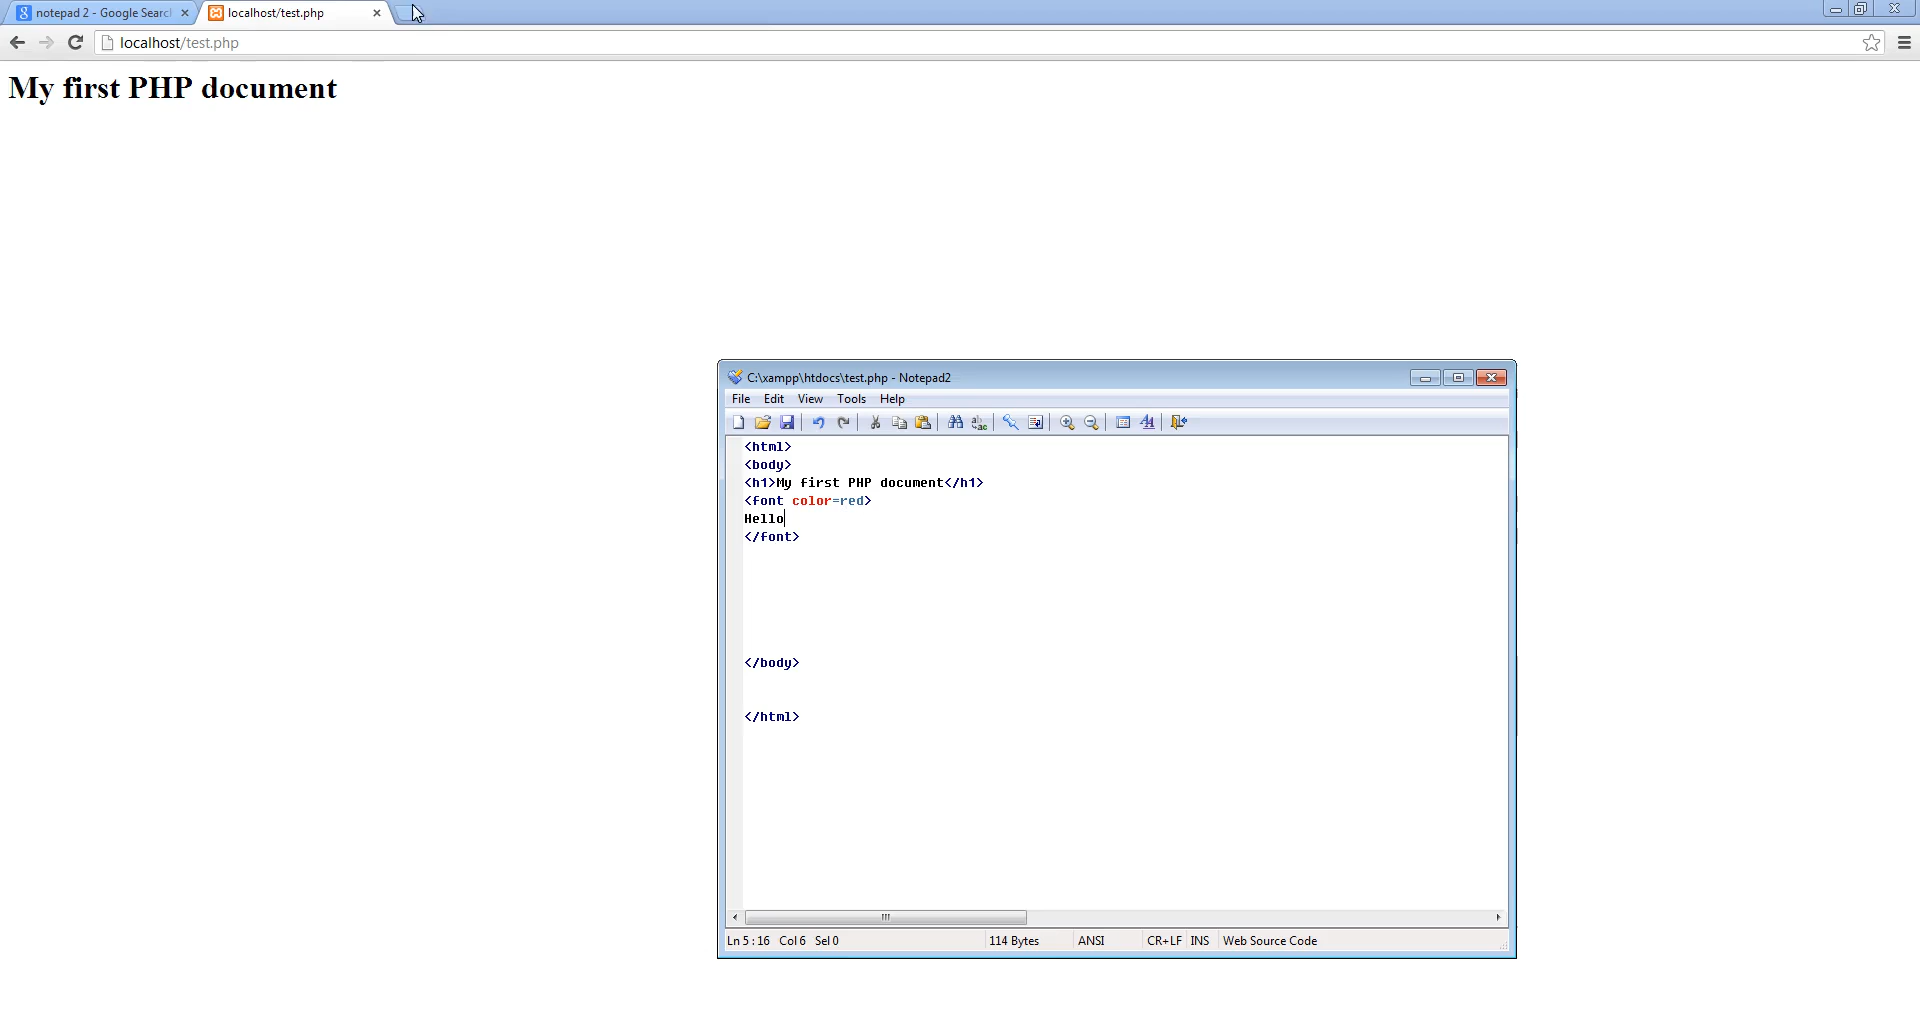 notepad 2 - Google Searc
localhost/test.php
localhost/test.php
My first PHP document
C:\xampp\htdocs\test.php - Notepad2
File Edit View Tools Help
<html>
<body>
<h1>My first PHP document</h1>
<font color=red>
Hello
</font>
</body>
</html>
Ln 5 : 16 Col 6 Sel 0 114 Bytes ANSI CR+LF INS Web Source Code